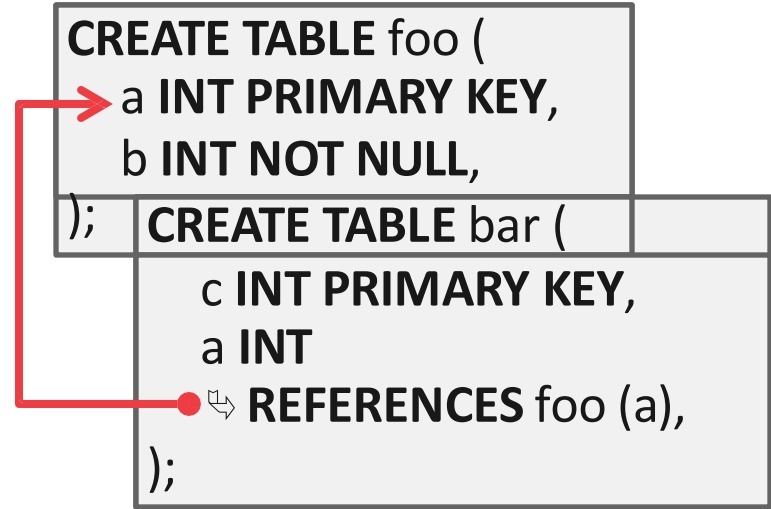 CREATE TABLE foo (
a INT PRIMARY KEY,
b INT NOT NULL,
);
CREATE TABLE bar (
c INT PRIMARY KEY,
a INT
↳ REFERENCES foo (a),
);